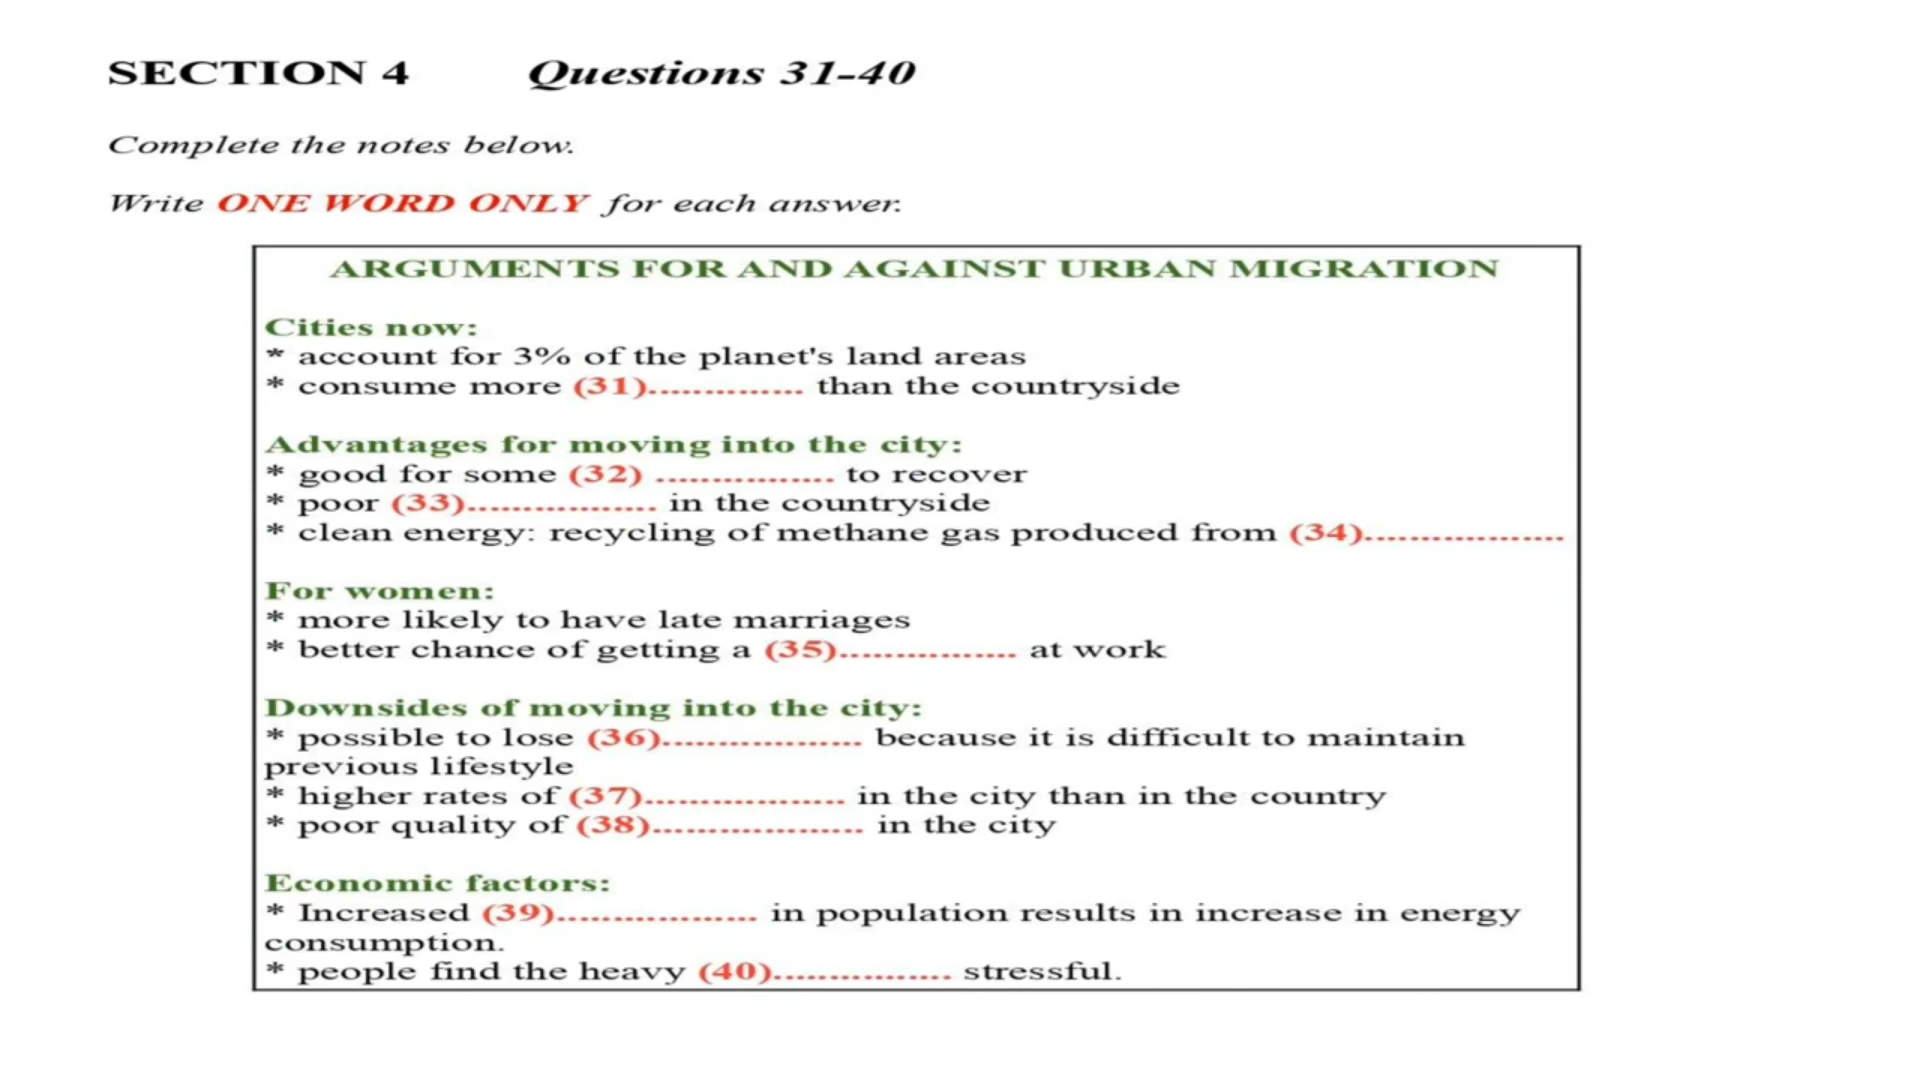 SECTION 4 Questions 31-40
Complete the notes below.
Write ONE WORD ONLY for each answer.
ARGUMENTS FOR AND AGAINST URBAN MIGRATION
Cities now:
* account for 3% of the planet's land areas
* consume more (31).............. than the countryside
Advantages for moving into the city:
* good for some (32) ................ to recover
* poor (33)................. in the countryside
* clean energy: recycling of methane gas produced from (34)..................
For women:
* more likely to have late marriages
* better chance of getting a (35)................ at work
Downsides of moving into the city:
* possible to lose (36).................. because it is difficult to maintain
previous lifestyle
* higher rates of (37).................. in the city than in the country
* poor quality of (38)................... in the city
Economic factors:
* Increased (39).................. in population results in increase in energy
consumption.
* people find the heavy (40)................ stressful.